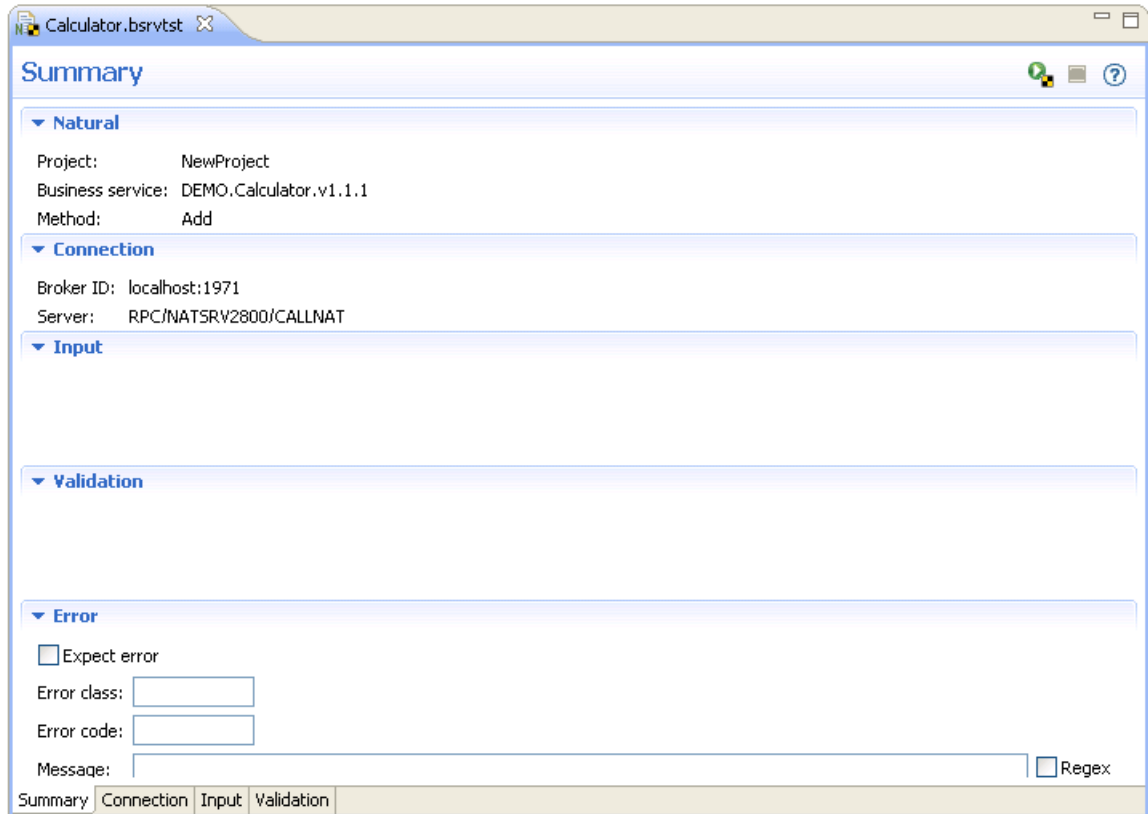 Calculator.bsrvtst
Summary
Natural
Project: NewProject
Business service: DEMO.Calculator.v1.1.1
Method: Add
Connection
Broker ID: localhost:1971
Server: RPC/NATSRV2800/CALLNAT
Input
Validation
Error
Expect error
Error class:
Error code:
Message: Regex
Summary Connection Input Validation